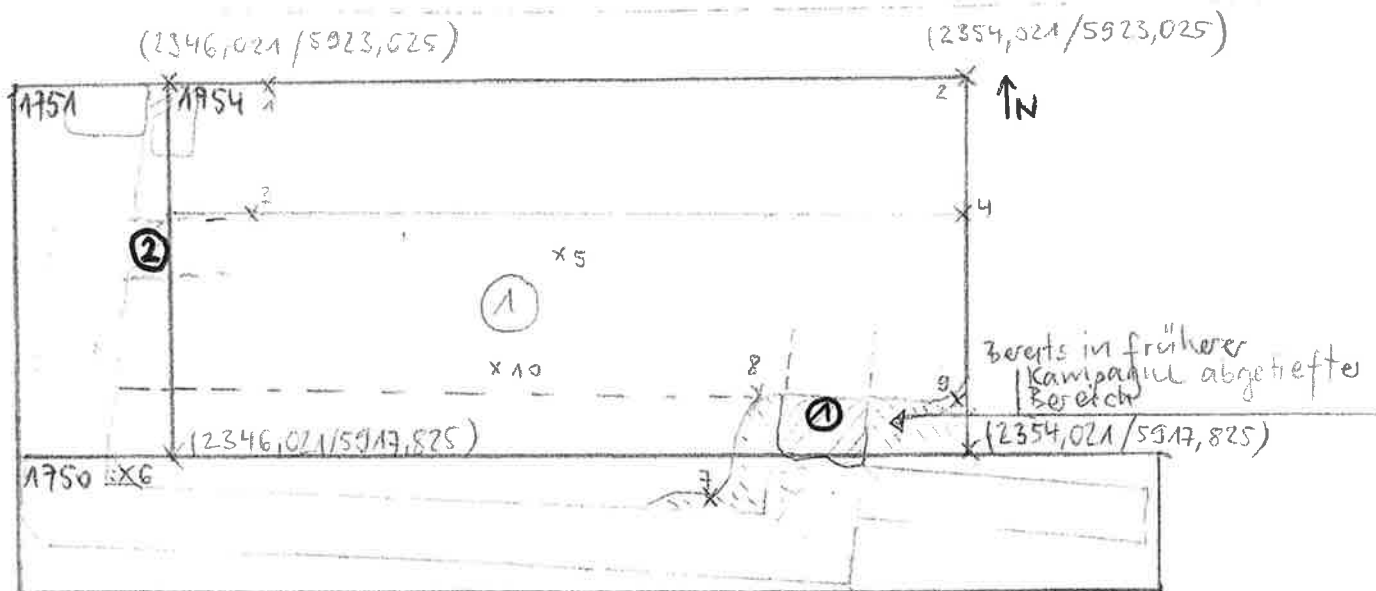 (2346,021/5923,025)
(2354,021/5923,025)
1751
1754
1
2
↑N
3
4
2
x 5
1
x 10
8
9
Bereits in früherer
Kampagne abgetiefter
Bereich
1
(2346,021/5917,825)
(2354,021/5917,825)
1750
x6
7